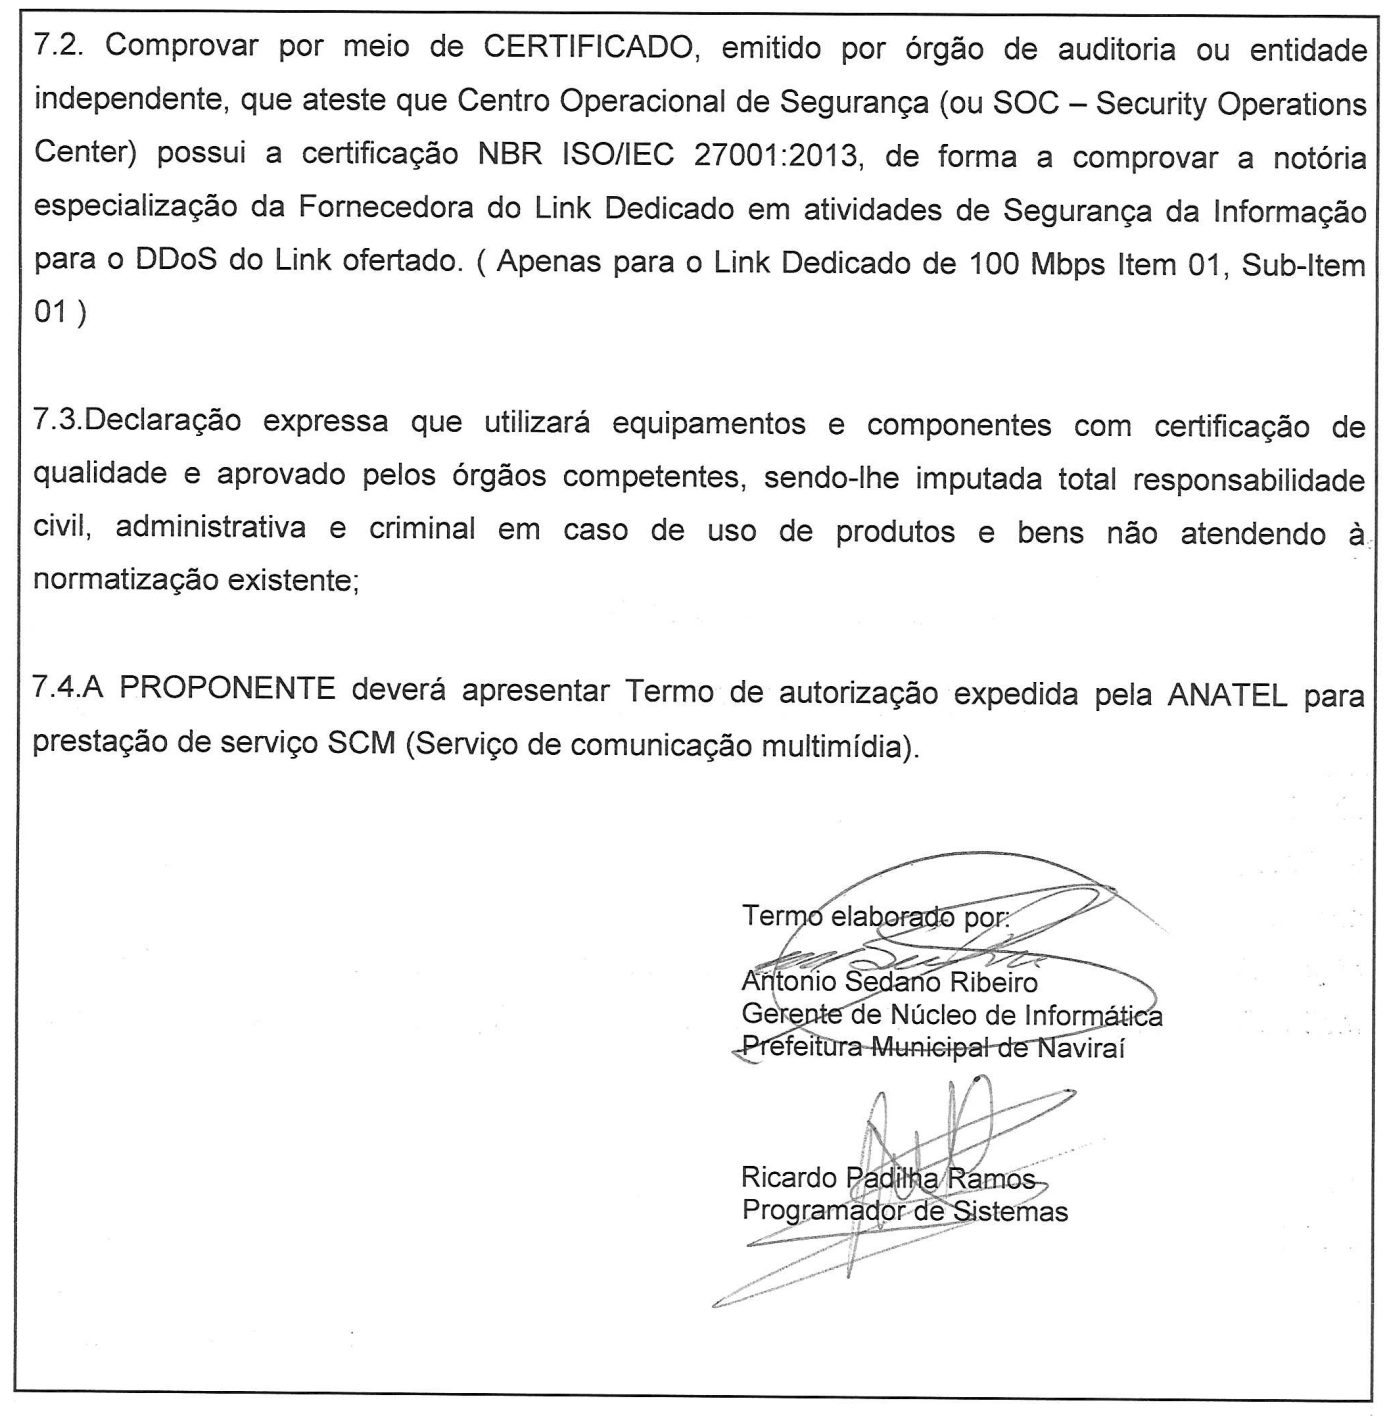 7.2. Comprovar por meio de CERTIFICADO, emitido por órgão de auditoria ou entidade
independente, que ateste que Centro Operacional de Segurança (ou SOC – Security Operations
Center) possui a certificação NBR ISO/IEC 27001:2013, de forma a comprovar a notória
especialização da Fornecedora do Link Dedicado em atividades de Segurança da Informação
para o DDoS do Link ofertado. ( Apenas para o Link Dedicado de 100 Mbps Item 01, Sub-Item
01 )
7.3.Declaração expressa que utilizará equipamentos e componentes com certificação de
qualidade e aprovado pelos órgãos competentes, sendo-lhe imputada total responsabilidade
civil, administrativa e criminal em caso de uso de produtos e bens não atendendo à
normatização existente;
7.4.A PROPONENTE deverá apresentar Termo de autorização expedida pela ANATEL para
prestação de serviço SCM (Serviço de comunicação multimídia).
Termo elaborado por:
Antonio Sedano Ribeiro
Gerente de Núcleo de Informática
Prefeitura Municipal de Naviraí
Ricardo Padilha Ramos
Programador de Sistemas